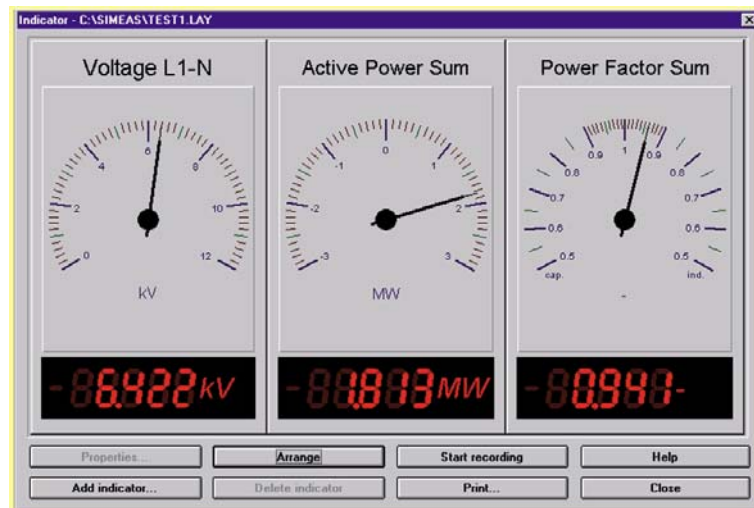 Indicator - C:\SIMEAS\TEST1.LAY
Voltage L1-N
0 2 4 6 8 10 12
kV
6.422 kV
Active Power Sum
-3 -2 -1 0 1 2 3
MW
1.813 MW
Power Factor Sum
0.5 0.6 0.7 0.8 0.9 1 0.9 0.8 0.7 0.6 0.5
cap. ind.
-
0.941 -
Properties... Arrange Start recording Help
Add indicator... Delete indicator Print... Close